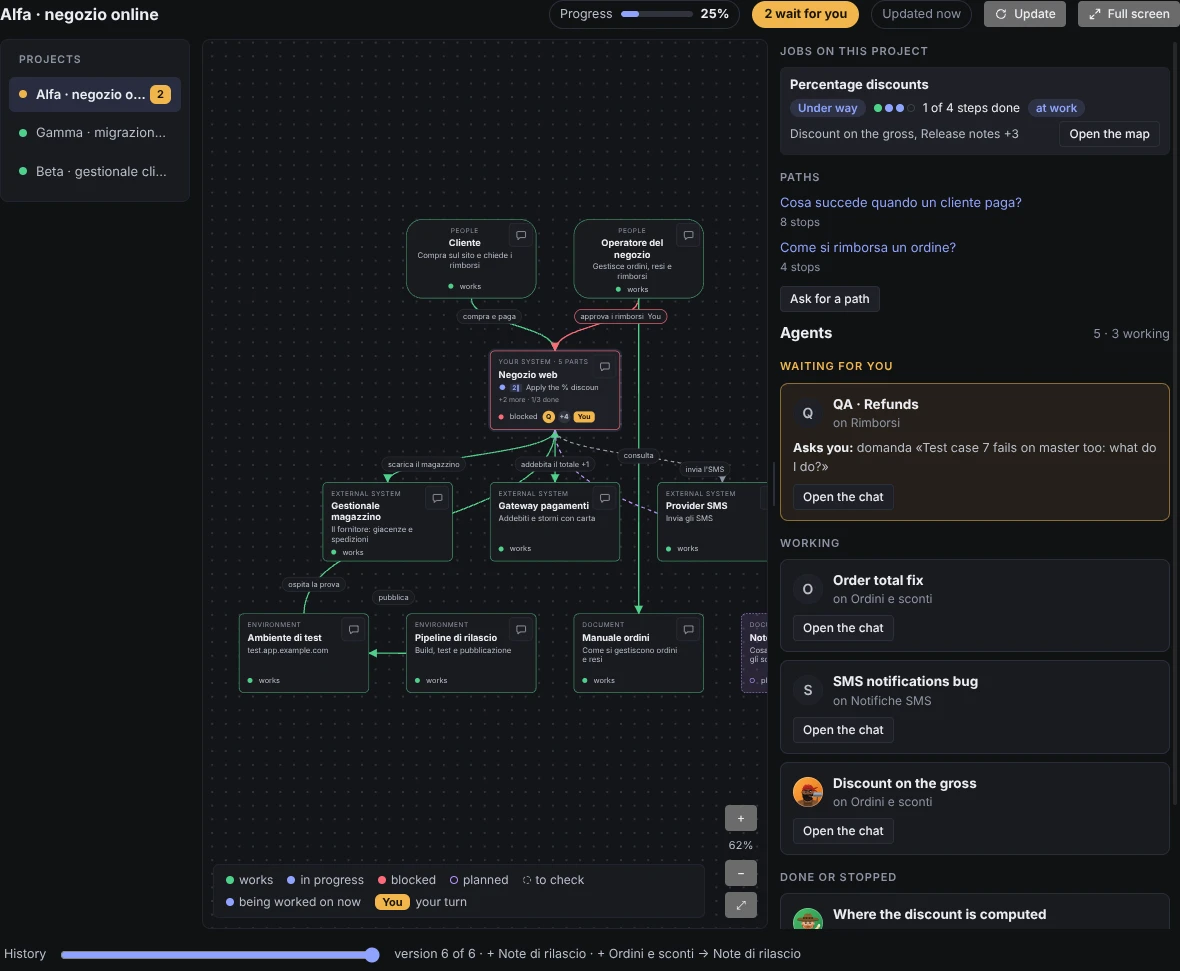 Alfa · negozio online
Progress 25%
2 wait for you
Updated now
Update
Full screen
PROJECTS
Alfa · negozio o... 2
Gamma · migrazion...
Beta · gestionale cli...
PEOPLE
Cliente
Compra sul sito e chiede i
rimborsi
works
PEOPLE
Operatore del
negozio
Gestisce ordini, resi e
rimborsi
works
compra e paga
approva i rimborsi You
YOUR SYSTEM · 5 PARTS
Negozio web
2 Apply the % discoun
+2 more · 1/3 done
blocked Q +4 You
scarica il magazzino
addebita il totale +1
consulta
invia l'SMS
EXTERNAL SYSTEM
Gestionale
magazzino
Il fornitore: giacenze e
spedizioni
works
EXTERNAL SYSTEM
Gateway pagamenti
Addebiti e storni con carta
works
EXTERNAL SYSTEM
Provider SMS
Invia gli SMS
works
ospita la prova
pubblica
ENVIRONMENT
Ambiente di test
test.app.example.com
works
ENVIRONMENT
Pipeline di rilascio
Build, test e pubblicazione
works
DOCUMENT
Manuale ordini
Come si gestiscono ordini
e resi
works
DOCU
Note
Cosa
gli sc
pl
+
62%
−
works
in progress
blocked
planned
to check
being worked on now
You your turn
JOBS ON THIS PROJECT
Percentage discounts
Under way 1 of 4 steps done at work
Discount on the gross, Release notes +3
Open the map
PATHS
Cosa succede quando un cliente paga?
8 stops
Come si rimborsa un ordine?
4 stops
Ask for a path
Agents 5 · 3 working
WAITING FOR YOU
Q
QA · Refunds
on Rimborsi
Asks you: domanda «Test case 7 fails on master too: what do
I do?»
Open the chat
WORKING
O
Order total fix
on Ordini e sconti
Open the chat
S
SMS notifications bug
on Notifiche SMS
Open the chat
Discount on the gross
on Ordini e sconti
Open the chat
DONE OR STOPPED
Where the discount is computed
History
version 6 of 6 · + Note di rilascio · + Ordini e sconti → Note di rilascio